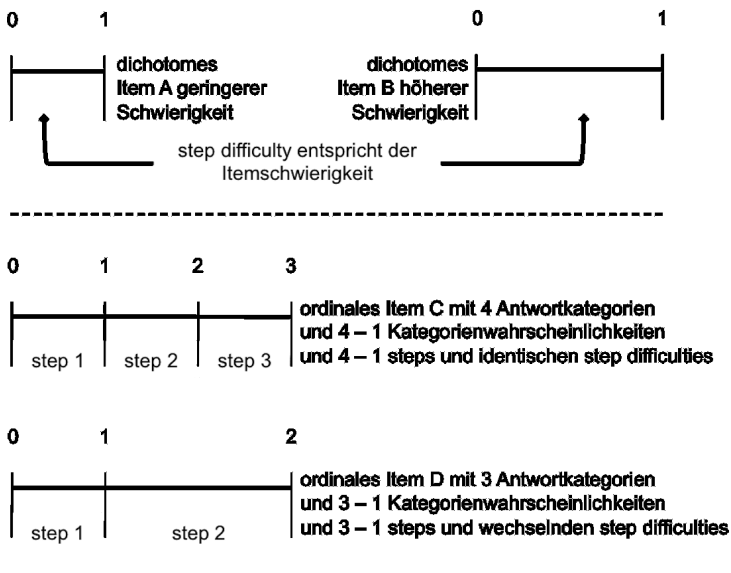 0 1
0 1
dichotomes
Item A geringerer
Schwierigkeit
dichotomes
Item B höherer
Schwierigkeit
step difficulty entspricht der
Itemschwierigkeit
0 1 2 3
ordinales Item C mit 4 Antwortkategorien
und 4 – 1 Kategorienwahrscheinlichkeiten
und 4 – 1 steps und identischen step difficulties
step 1 step 2 step 3
0 1 2
ordinales Item D mit 3 Antwortkategorien
und 3 – 1 Kategorienwahrscheinlichkeiten
und 3 – 1 steps und wechselnden step difficulties
step 1 step 2